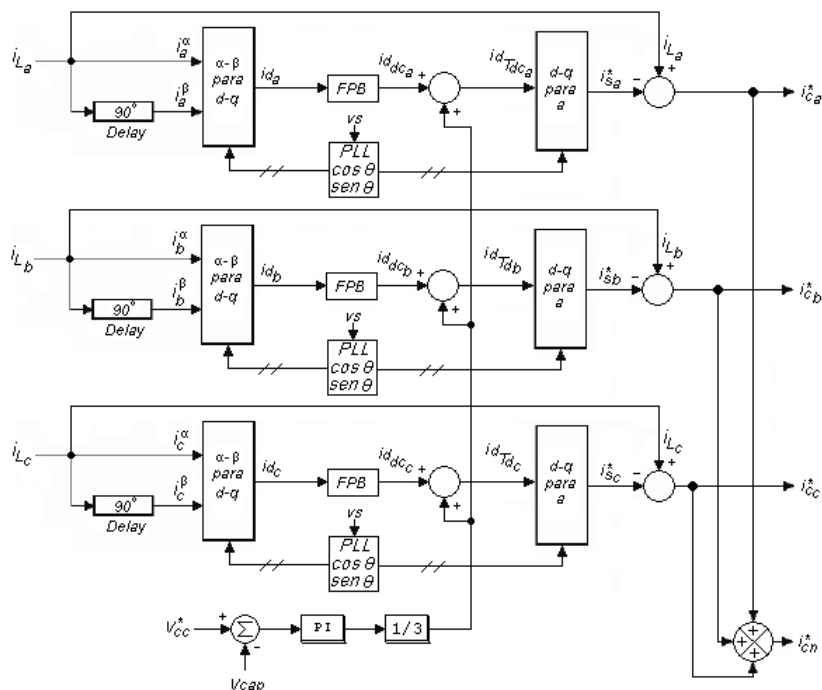 i_La
i_a^α
i_a^β
90°
Delay
α-β
para
d-q
id_a
FPB
id_dca
+
+
id_Tdca
d-q
para
a
i*_sa
-
+
i_La
i*_ca
vs
PLL
cos θ
sen θ
i_Lb
i_b^α
i_b^β
90°
Delay
α-β
para
d-q
id_b
FPB
id_dcb
+
+
id_Tdb
d-q
para
a
i*_sb
-
+
i_Lb
i*_cb
vs
PLL
cos θ
sen θ
i_Lc
i_c^α
i_c^β
90°
Delay
α-β
para
d-q
id_c
FPB
id_dcc
+
+
id_Tdc
d-q
para
a
i*_sc
-
+
i_Lc
i*_cc
vs
PLL
cos θ
sen θ
V*_cc
+
Σ
-
Vcap
PI
1/3
+
+
+
i*_cn